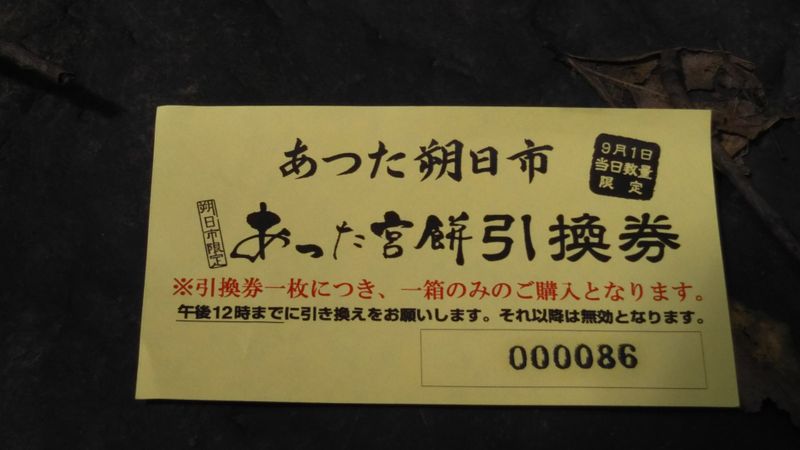 あつた朔日市
9月1日
当日数量
限定
朔日市限定
あつた宮餅引換券
※引換券一枚につき、一箱のみのご購入となります。
午後12時までに引き換えをお願いします。それ以降は無効となります。
000086